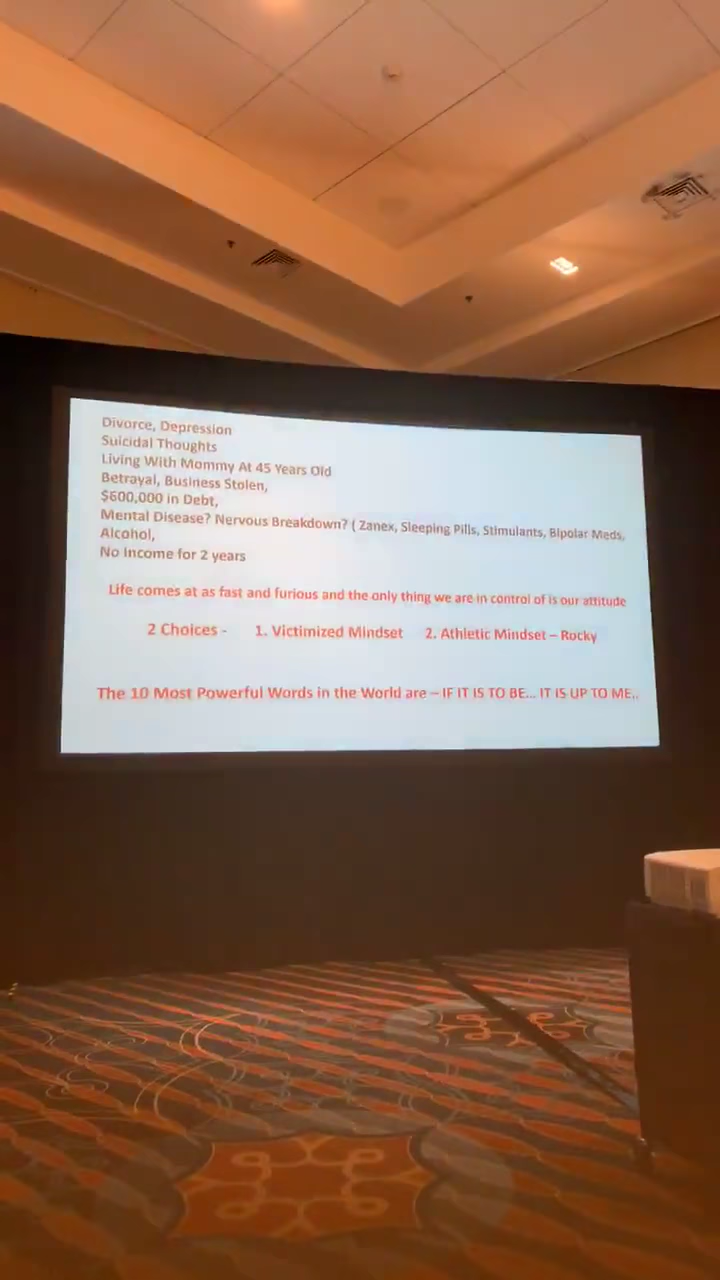 Divorce, Depression
Suicidal Thoughts
Living With Mommy At 45 Years Old
Betrayal, Business Stolen,
$600,000 in Debt,
Mental Disease? Nervous Breakdown? ( Zanex, Sleeping Pills, Stimulants, Bipolar Meds,
Alcohol,
No Income for 2 years
Life comes at as fast and furious and the only thing we are in control of is our attitude
2 Choices - 1. Victimized Mindset 2. Athletic Mindset – Rocky
The 10 Most Powerful Words in the World are – IF IT IS TO BE... IT IS UP TO ME..